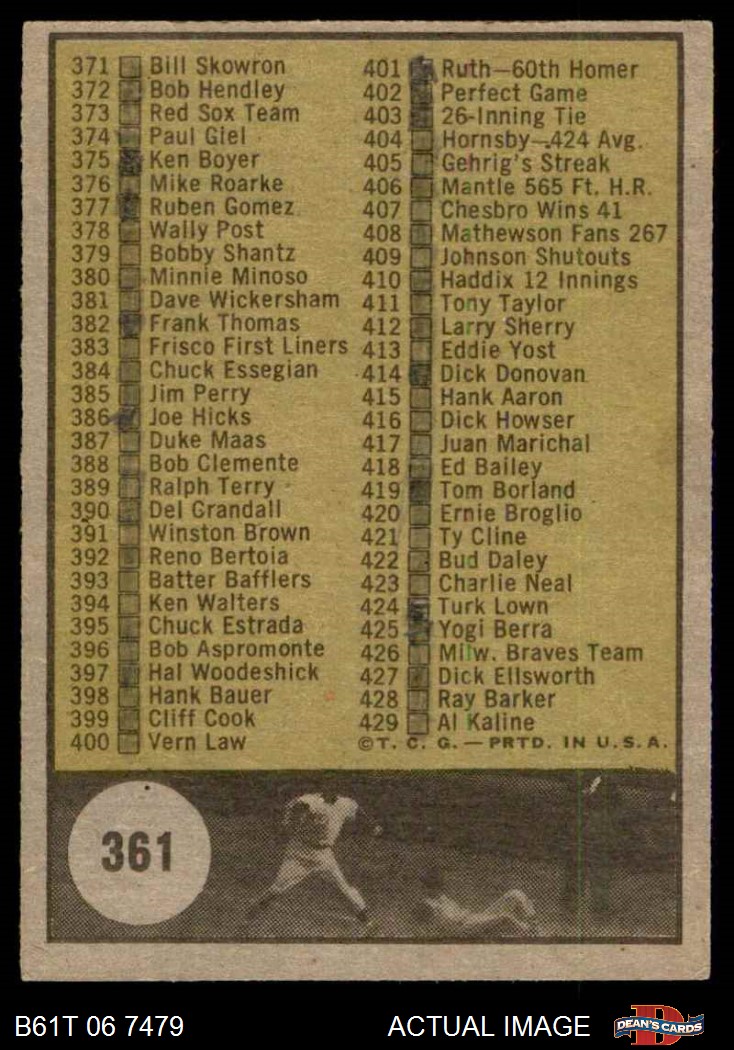 371 Bill Skowron
372 Bob Hendley
373 Red Sox Team
374 Paul Giel
375 Ken Boyer
376 Mike Roarke
377 Ruben Gomez
378 Wally Post
379 Bobby Shantz
380 Minnie Minoso
381 Dave Wickersham
382 Frank Thomas
383 Frisco First Liners
384 Chuck Essegian
385 Jim Perry
386 Joe Hicks
387 Duke Maas
388 Bob Clemente
389 Ralph Terry
390 Del Crandall
391 Winston Brown
392 Reno Bertoia
393 Batter Bafflers
394 Ken Walters
395 Chuck Estrada
396 Bob Aspromonte
397 Hal Woodeshick
398 Hank Bauer
399 Cliff Cook
400 Vern Law
401 Ruth—60th Homer
402 Perfect Game
403 26-Inning Tie
404 Hornsby—.424 Avg.
405 Gehrig's Streak
406 Mantle 565 Ft. H.R.
407 Chesbro Wins 41
408 Mathewson Fans 267
409 Johnson Shutouts
410 Haddix 12 Innings
411 Tony Taylor
412 Larry Sherry
413 Eddie Yost
414 Dick Donovan
415 Hank Aaron
416 Dick Howser
417 Juan Marichal
418 Ed Bailey
419 Tom Borland
420 Ernie Broglio
421 Ty Cline
422 Bud Daley
423 Charlie Neal
424 Turk Lown
425 Yogi Berra
426 Milw. Braves Team
427 Dick Ellsworth
428 Ray Barker
429 Al Kaline
©T. C. G.—PRTD. IN U.S.A.
361
B61T 06 7479
ACTUAL IMAGE
DEAN'S CARDS